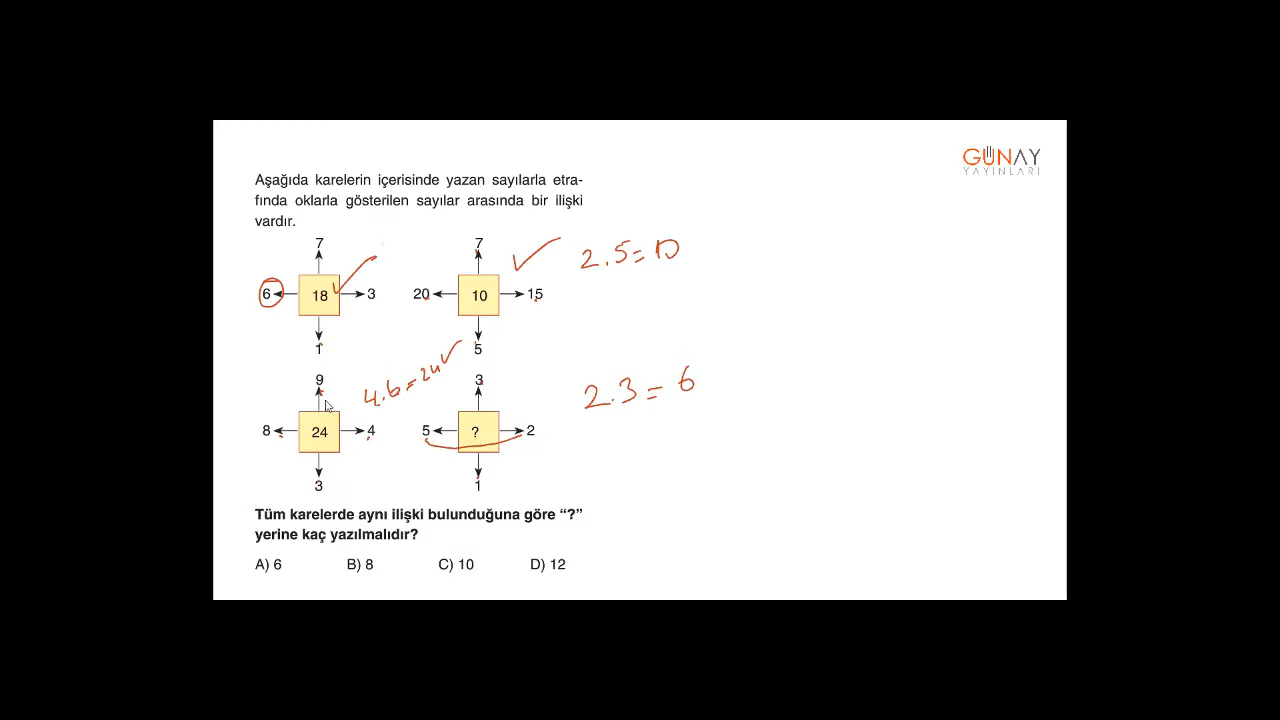 GÜNAY
YAYINLARI
Aşağıda karelerin içerisinde yazan sayılarla etra-
fında oklarla gösterilen sayılar arasında bir ilişki
vardır.
7
6 18 3
1
7
20 10 15
5
2.5=10
9
8 24 4
3
4.6=24
3
5 ? 2
1
2.3=6
Tüm karelerde aynı ilişki bulunduğuna göre “?”
yerine kaç yazılmalıdır?
A) 6 B) 8 C) 10 D) 12